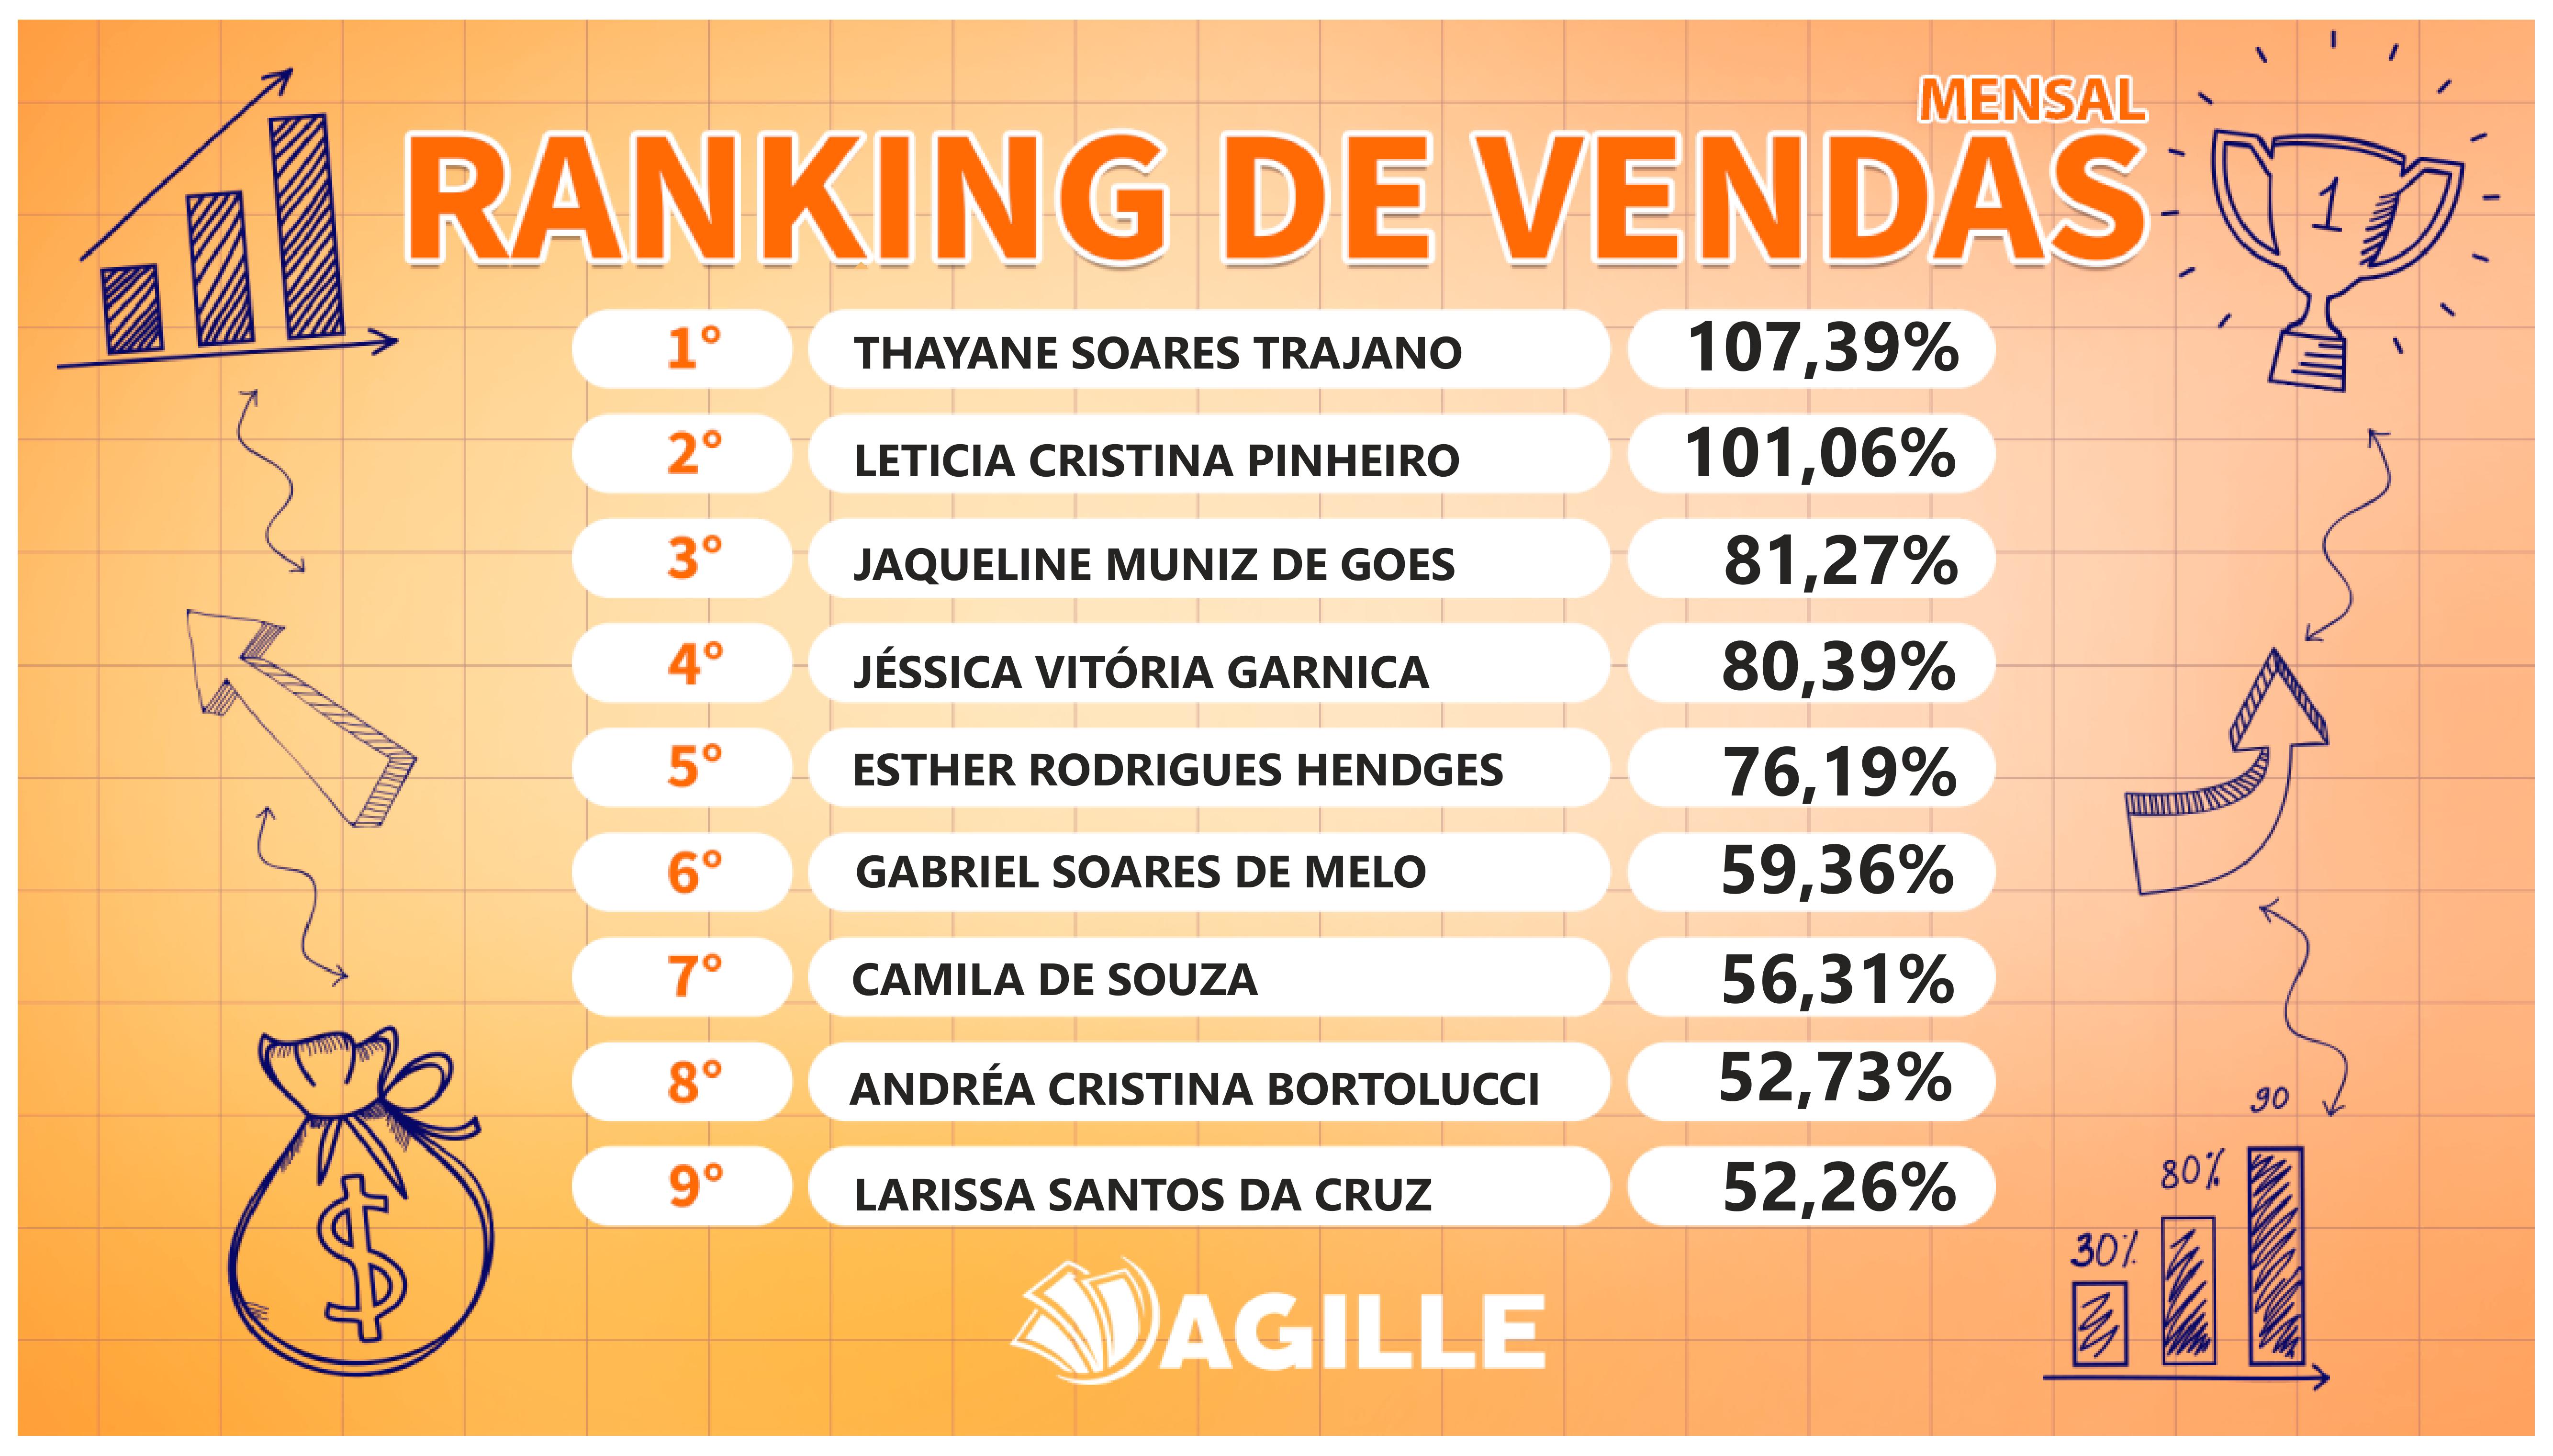 MENSAL
RANKING DE VENDAS
1
1° THAYANE SOARES TRAJANO 107,39%
2° LETICIA CRISTINA PINHEIRO 101,06%
3° JAQUELINE MUNIZ DE GOES 81,27%
4° JÉSSICA VITÓRIA GARNICA 80,39%
5° ESTHER RODRIGUES HENDGES 76,19%
6° GABRIEL SOARES DE MELO 59,36%
7° CAMILA DE SOUZA 56,31%
8° ANDRÉA CRISTINA BORTOLUCCI 52,73%
9° LARISSA SANTOS DA CRUZ 52,26%
$
30% 80% 90
AGILLE